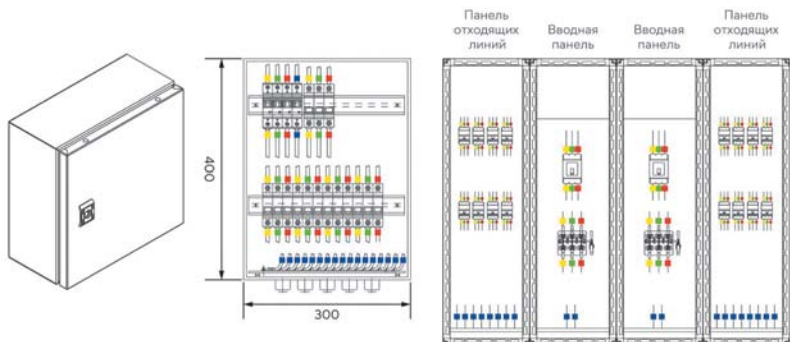 Панель
отходящих
линий
Вводная
панель
Вводная
панель
Панель
отходящих
линий
400
300